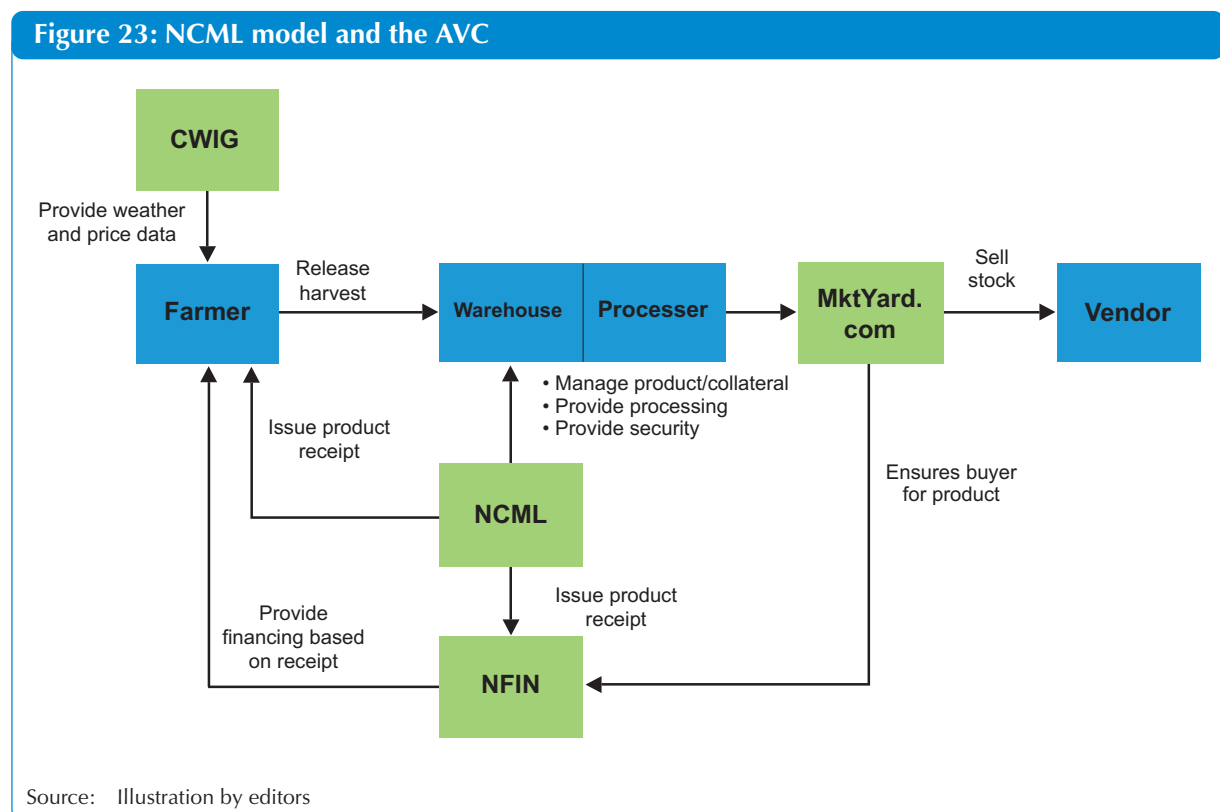 Figure 23: NCML model and the AVC
CWIG
Provide weather
and price data
Farmer
Release
harvest
Warehouse
Processer
MktYard.
com
Sell
stock
Vendor
• Manage product/collateral
• Provide processing
• Provide security
Issue product
receipt
Ensures buyer
for product
NCML
Issue product
receipt
Provide
financing based
on receipt
NFIN
Source: Illustration by editors